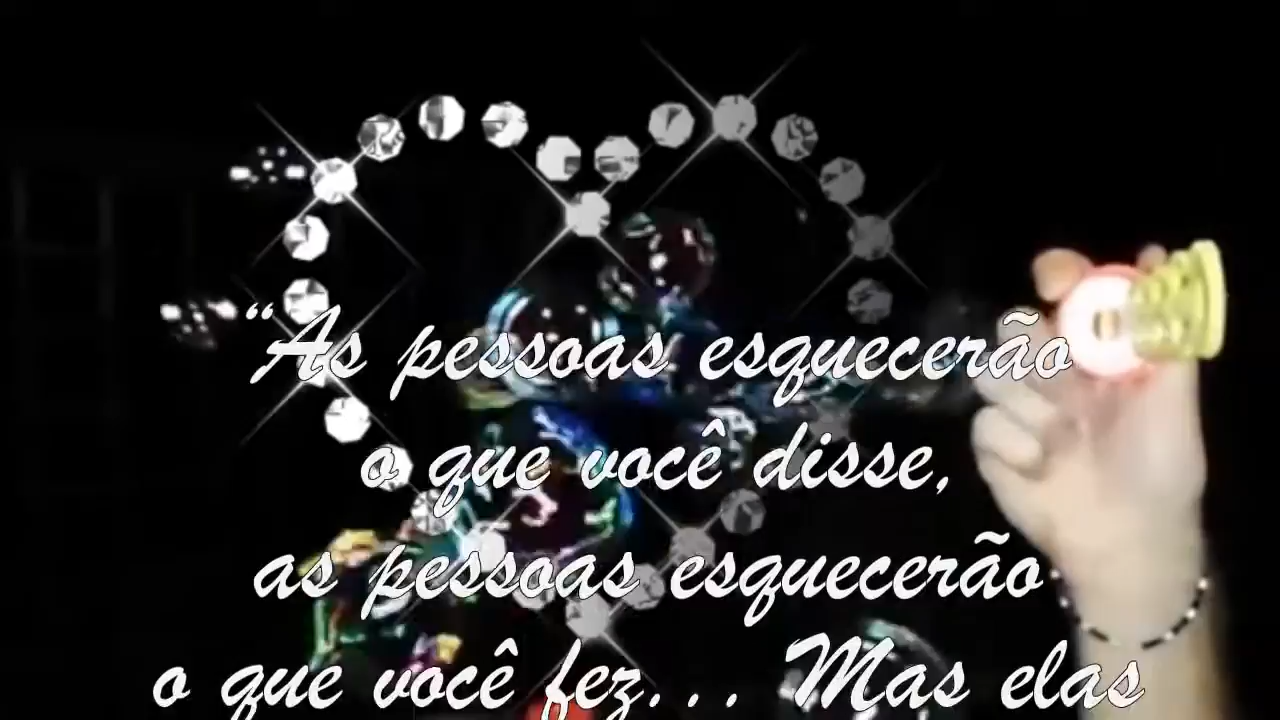 “As pessoas esquecerão
o que você disse,
as pessoas esquecerão
o que você fez... Mas elas